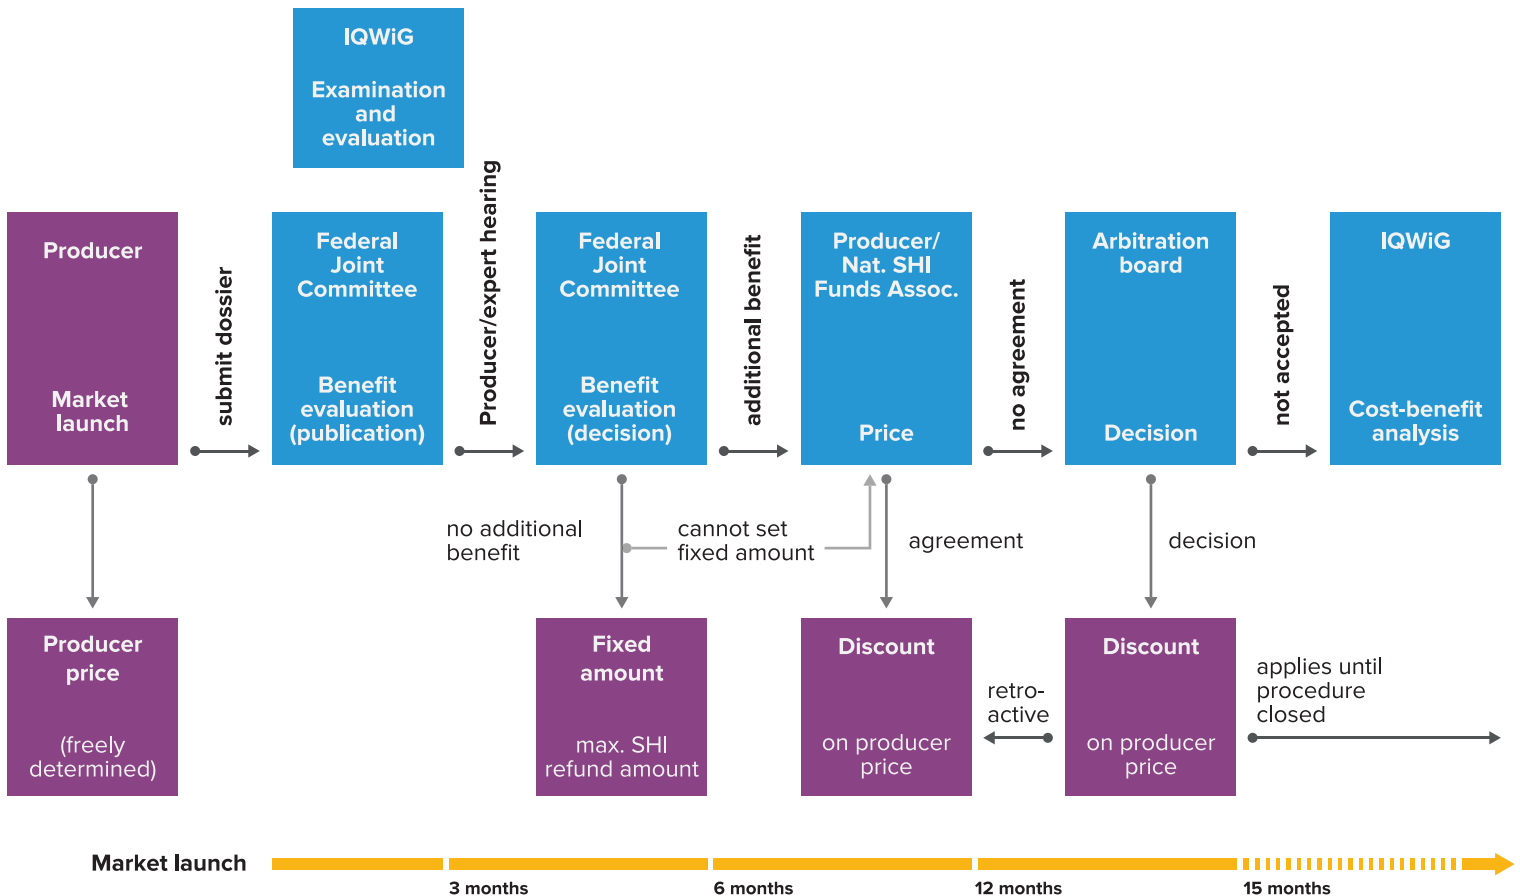 IQWiG
Examination
and
evaluation
Producer
Market
launch
submit dossier
Federal
Joint
Committee
Benefit
evaluation
(publication)
Producer/expert hearing
Federal
Joint
Committee
Benefit
evaluation
(decision)
additional benefit
Producer/
Nat. SHI
Funds Assoc.
Price
no agreement
Arbitration
board
Decision
not accepted
IQWiG
Cost-benefit
analysis
no additional
benefit
cannot set
fixed amount
agreement
decision
Producer
price
(freely
determined)
Fixed
amount
max. SHI
refund amount
Discount
on producer
price
retro-
active
Discount
on producer
price
applies until
procedure
closed
Market launch
3 months
6 months
12 months
15 months